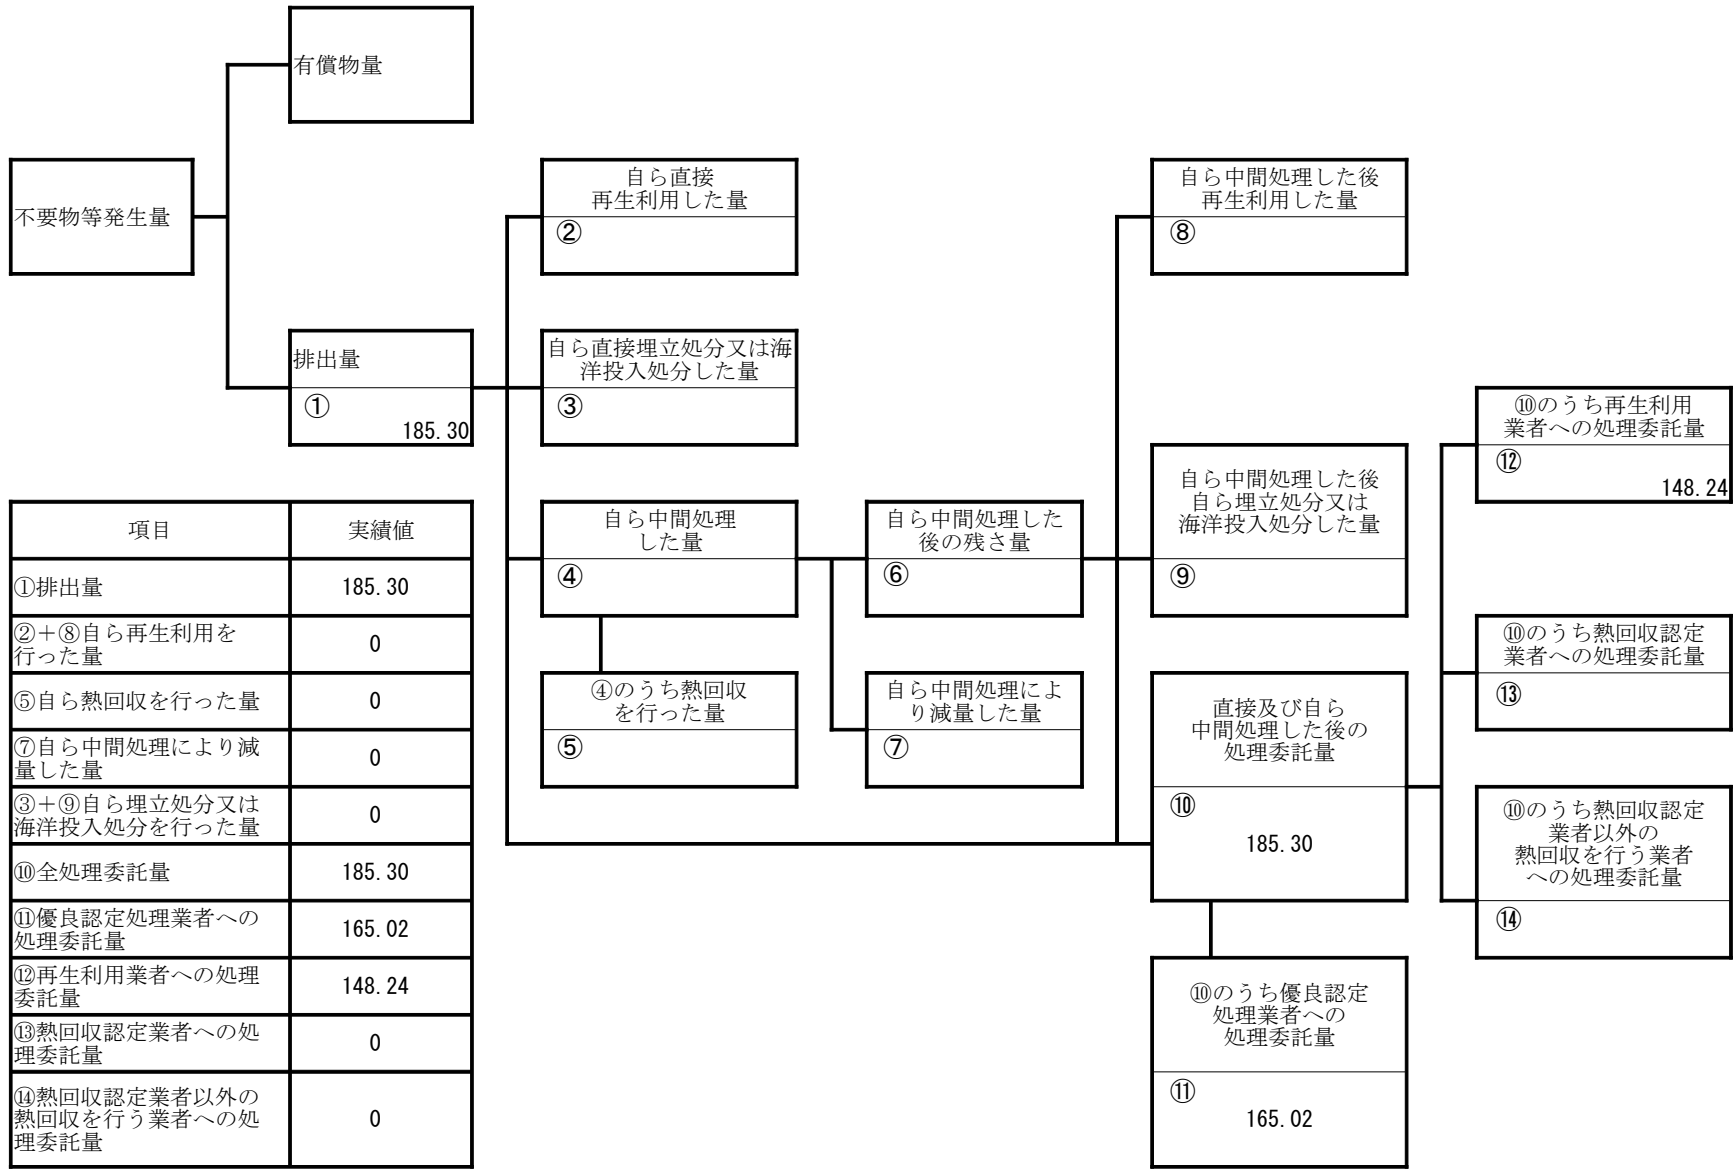 有償物量
不要物等発生量
排出量
①
185.30
自ら直接
再生利用した量
②
自ら直接埋立処分又は海
洋投入処分した量
③
自ら中間処理
した量
④
④のうち熱回収
を行った量
⑤
自ら中間処理した
後の残さ量
⑥
自ら中間処理によ
り減量した量
⑦
自ら中間処理した後
再生利用した量
⑧
自ら中間処理した後
自ら埋立処分又は
海洋投入処分した量
⑨
直接及び自ら
中間処理した後の
処理委託量
⑩
185.30
⑩のうち優良認定
処理業者への
処理委託量
⑪
165.02
⑩のうち再生利用
業者への処理委託量
⑫
148.24
⑩のうち熱回収認定
業者への処理委託量
⑬
⑩のうち熱回収認定
業者以外の
熱回収を行う業者
への処理委託量
⑭
項目 実績値
①排出量 185.30
②＋⑧自ら再生利用を
行った量 0
⑤自ら熱回収を行った量 0
⑦自ら中間処理により減
量した量 0
③＋⑨自ら埋立処分又は
海洋投入処分を行った量 0
⑩全処理委託量 185.30
⑪優良認定処理業者への
処理委託量 165.02
⑫再生利用業者への処理
委託量 148.24
⑬熱回収認定業者への処
理委託量 0
⑭熱回収認定業者以外の
熱回収を行う業者への処
理委託量 0